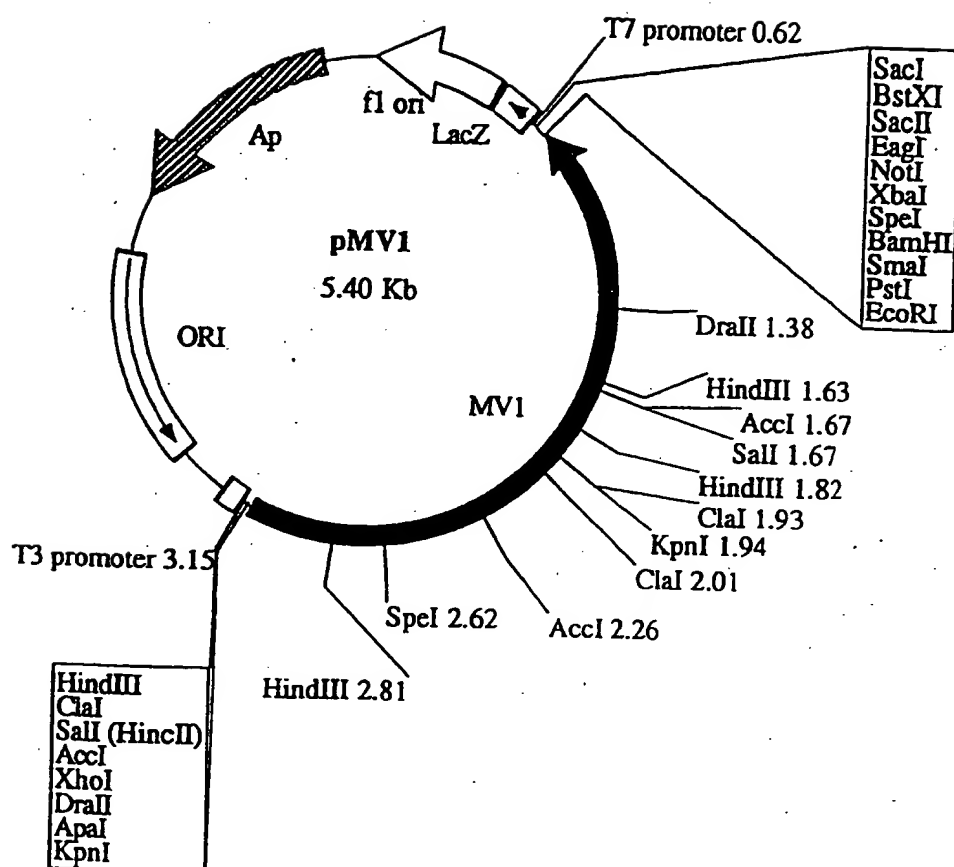 T7 promoter 0.62
SacI
BstXI
SacII
EagI
NotI
XbaI
SpeI
BamHI
SmaI
PstI
EcoRI
f1 ori
LacZ
Ap
pMV1
5.40 Kb
ORI
MV1
DraII 1.38
HindIII 1.63
AccI 1.67
SalI 1.67
HindIII 1.82
ClaI 1.93
KpnI 1.94
ClaI 2.01
AccI 2.26
SpeI 2.62
HindIII 2.81
T3 promoter 3.15
HindIII
ClaI
SalI (HincII)
AccI
XhoI
DraII
ApaI
KpnI